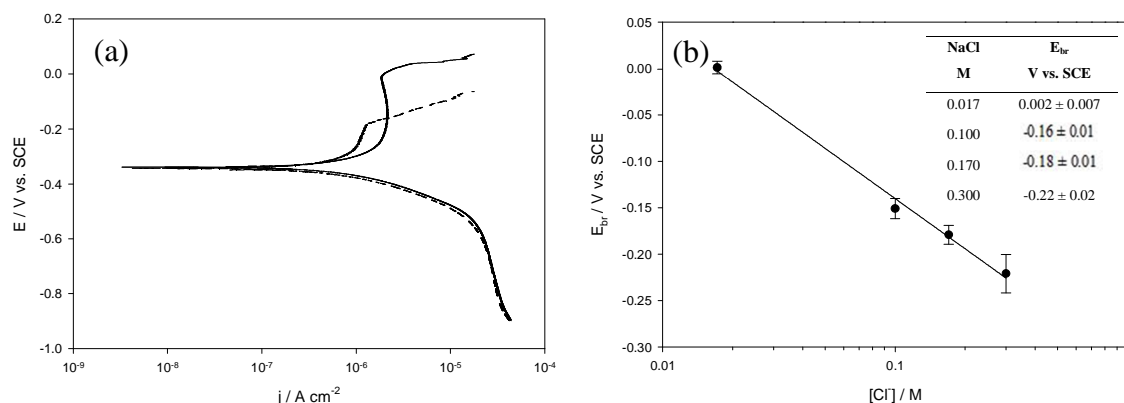 (a)
0.2
0.0
-0.2
-0.4
-0.6
-0.8
-1.0
E / V vs. SCE
10-9 10-8 10-7 10-6 10-5 10-4
j / A cm-2
(b)
0.05
0.00
-0.05
-0.10
-0.15
-0.20
-0.25
-0.30
Ebr / V vs. SCE
0.01 0.1
[Cl-] / M
NaCl Ebr
M V vs. SCE
0.017 0.002 ± 0.007
0.100 -0.16 ± 0.01
0.170 -0.18 ± 0.01
0.300 -0.22 ± 0.02